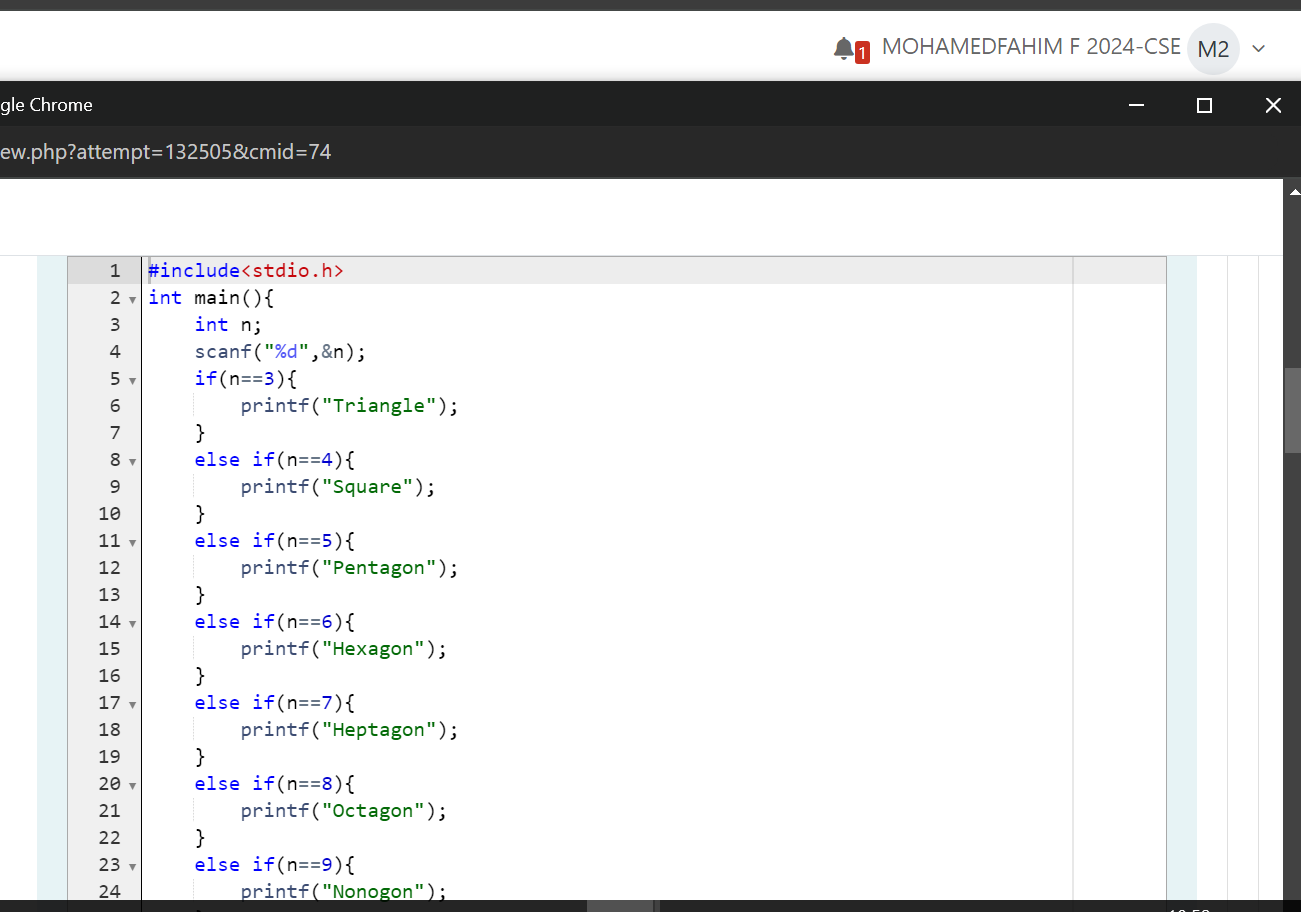 1 MOHAMEDFAHIM F 2024-CSE M2
gle Chrome
ew.php?attempt=132505&cmid=74
1 #include<stdio.h>
2 int main(){
3 int n;
4 scanf("%d",&n);
5 if(n==3){
6 printf("Triangle");
7 }
8 else if(n==4){
9 printf("Square");
10 }
11 else if(n==5){
12 printf("Pentagon");
13 }
14 else if(n==6){
15 printf("Hexagon");
16 }
17 else if(n==7){
18 printf("Heptagon");
19 }
20 else if(n==8){
21 printf("Octagon");
22 }
23 else if(n==9){
24 printf("Nonogon");